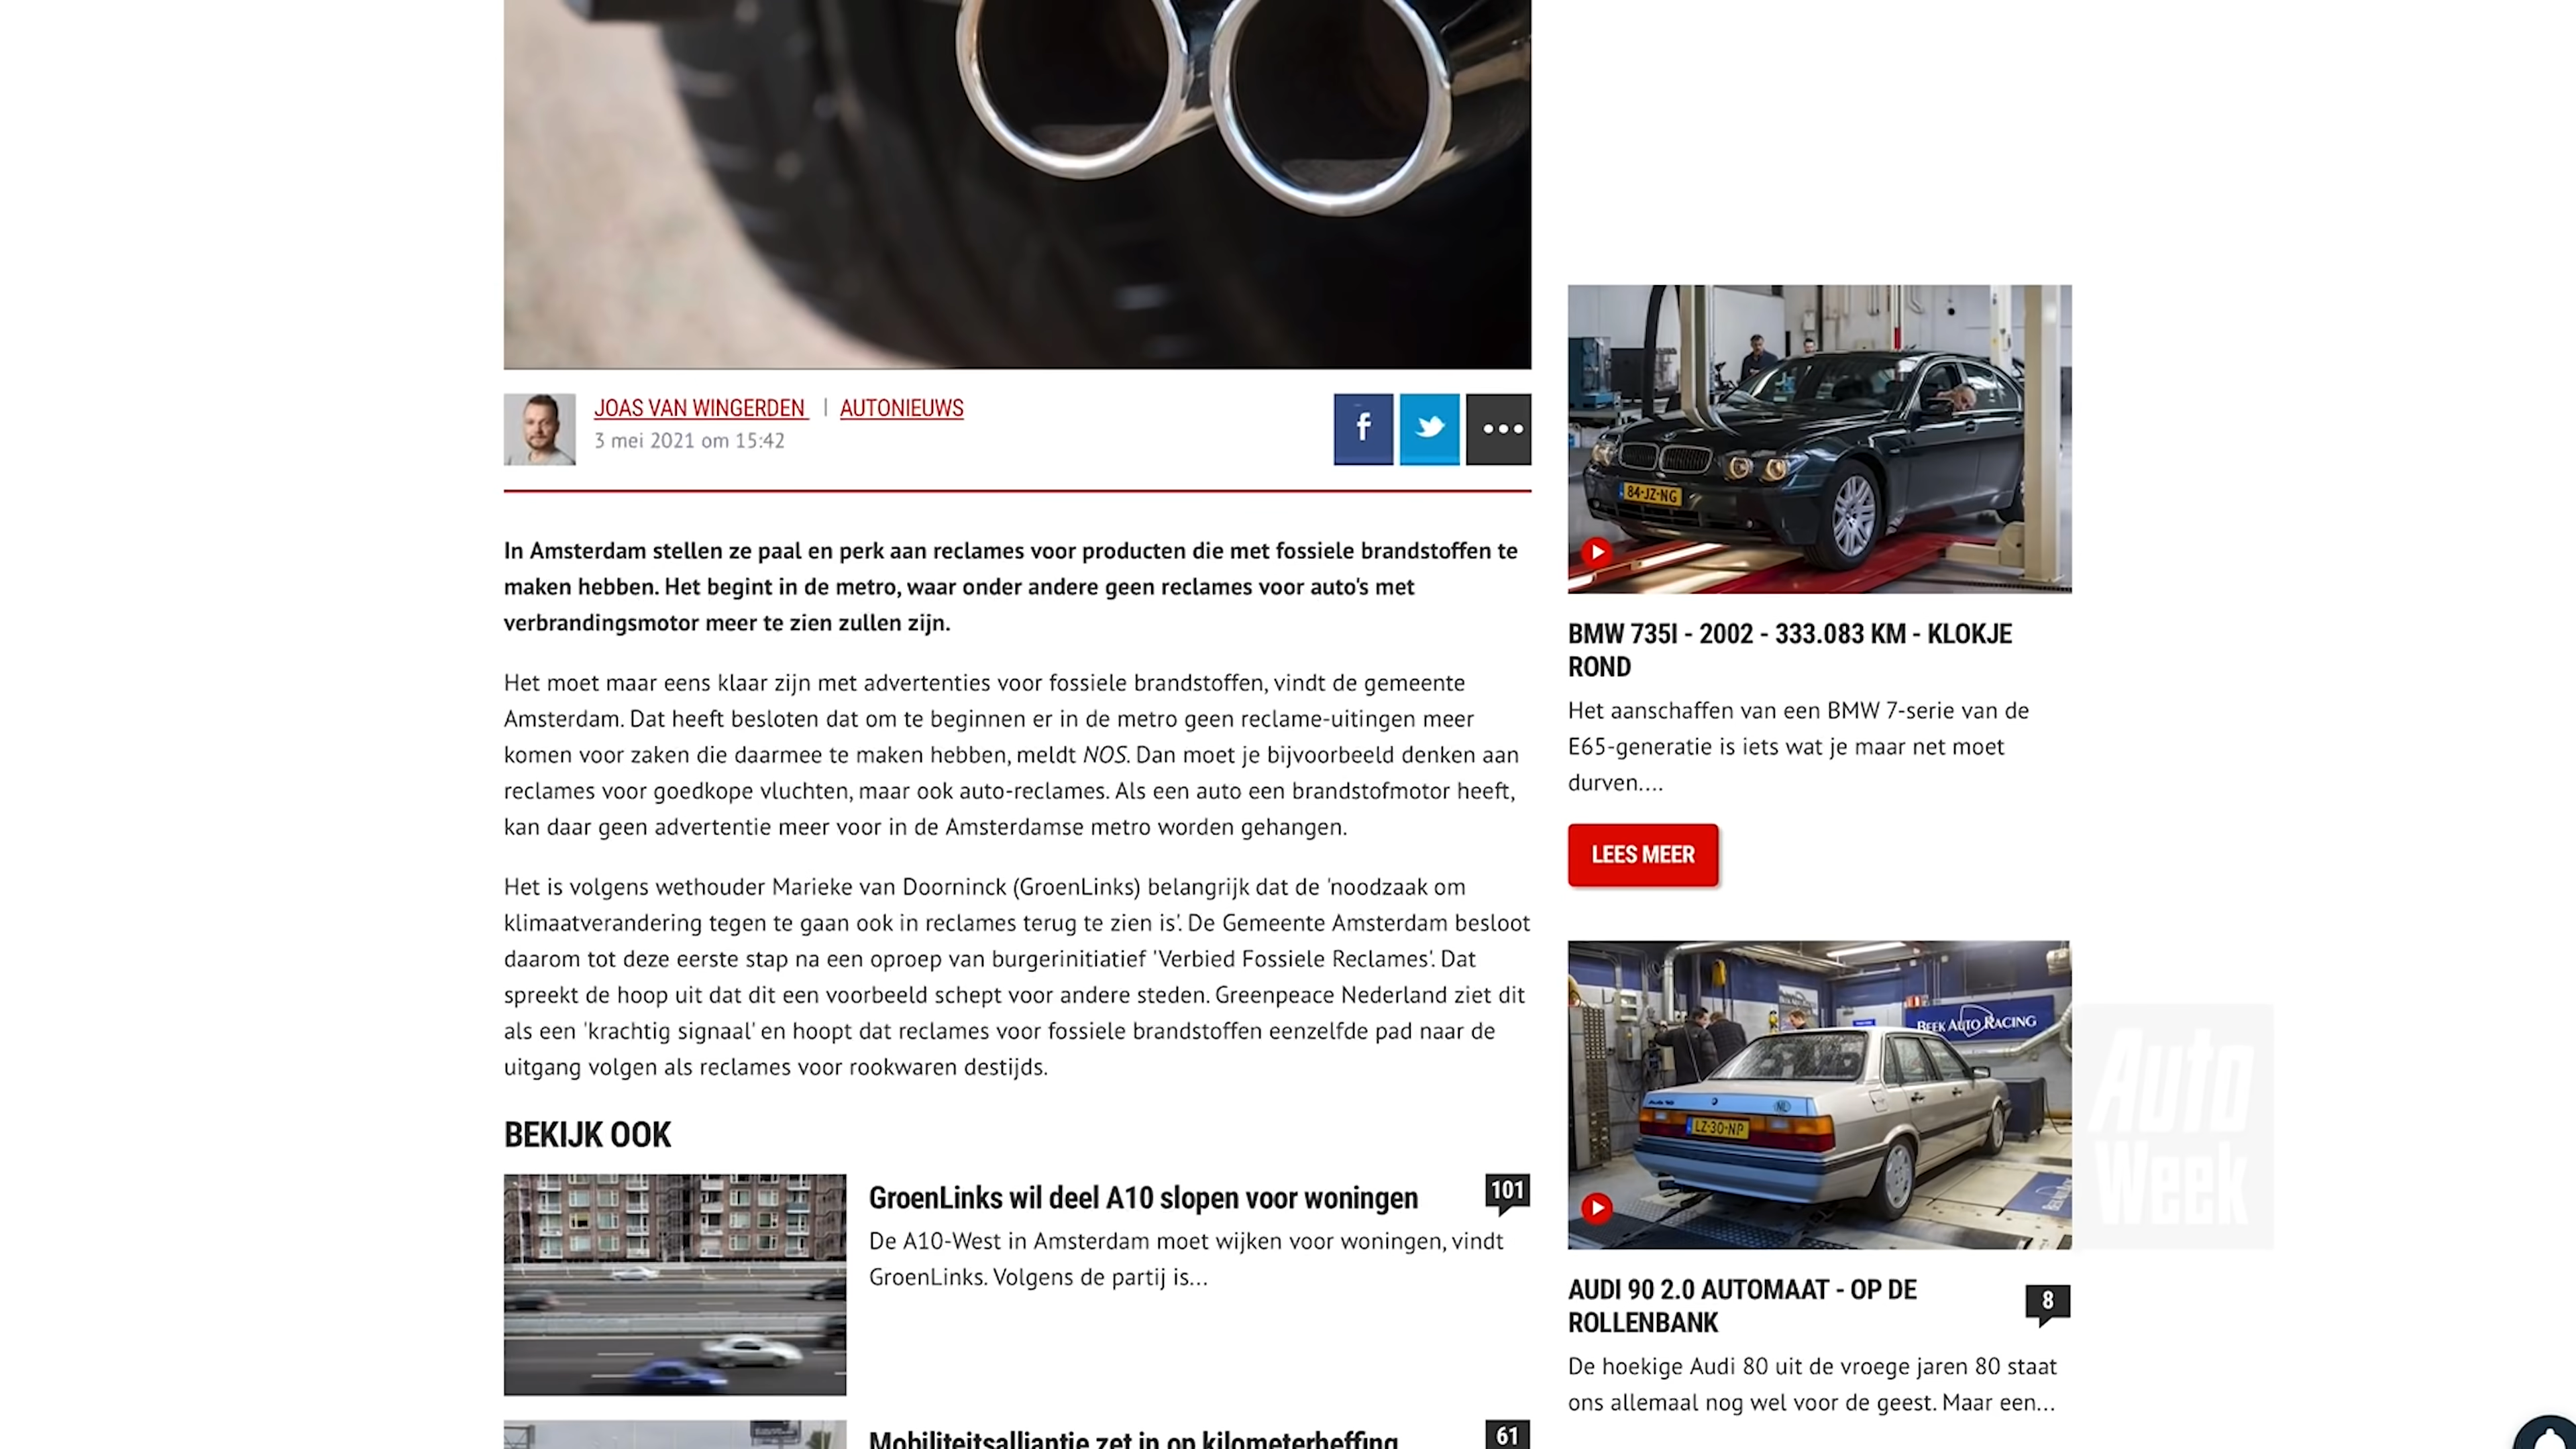 JOAS VAN WINGERDEN | AUTONIEUWS
3 mei 2021 om 15:42
In Amsterdam stellen ze paal en perk aan reclames voor producten die met fossiele brandstoffen te
maken hebben. Het begint in de metro, waar onder andere geen reclames voor auto's met
verbrandingsmotor meer te zien zullen zijn.
Het moet maar eens klaar zijn met advertenties voor fossiele brandstoffen, vindt de gemeente
Amsterdam. Dat heeft besloten dat om te beginnen er in de metro geen reclame-uitingen meer
komen voor zaken die daarmee te maken hebben, meldt NOS. Dan moet je bijvoorbeeld denken aan
reclames voor goedkope vluchten, maar ook auto-reclames. Als een auto een brandstofmotor heeft,
kan daar geen advertentie meer voor in de Amsterdamse metro worden gehangen.
Het is volgens wethouder Marieke van Doorninck (GroenLinks) belangrijk dat de 'noodzaak om
klimaatverandering tegen te gaan ook in reclames terug te zien is'. De Gemeente Amsterdam besloot
daarom tot deze eerste stap na een oproep van burgerinitiatief 'Verbied Fossiele Reclames'. Dat
spreekt de hoop uit dat dit een voorbeeld schept voor andere steden. Greenpeace Nederland ziet dit
als een 'krachtig signaal' en hoopt dat reclames voor fossiele brandstoffen eenzelfde pad naar de
uitgang volgen als reclames voor rookwaren destijds.
BEKIJK OOK
GroenLinks wil deel A10 slopen voor woningen
101
De A10-West in Amsterdam moet wijken voor woningen, vindt
GroenLinks. Volgens de partij is...
Mobiliteitsalliantie zet in op kilometerheffing
61
84-JZ-NG
BMW 735I - 2002 - 333.083 KM - KLOKJE
ROND
Het aanschaffen van een BMW 7-serie van de
E65-generatie is iets wat je maar net moet
durven....
LEES MEER
BEEK AUTO RACING
NL
LZ-30-NP
AUDI 90 2.0 AUTOMAAT - OP DE
ROLLENBANK
8
De hoekige Audi 80 uit de vroege jaren 80 staat
ons allemaal nog wel voor de geest. Maar een...
Auto
Week